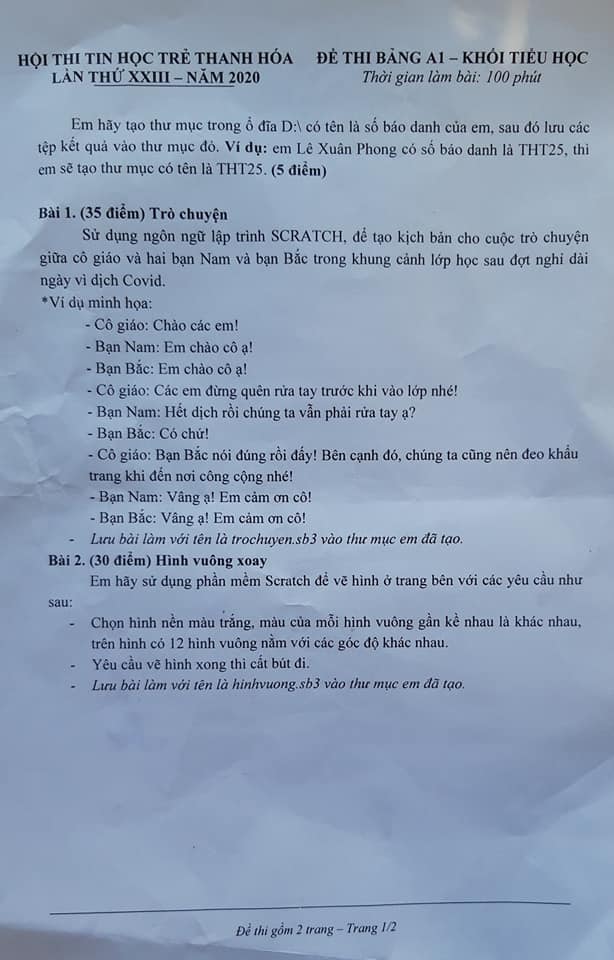 HỘI THI TIN HỌC TRẺ THANH HÓA
LẦN THỨ XXIII – NĂM 2020
ĐỀ THI BẢNG A1 – KHỐI TIỂU HỌC
Thời gian làm bài: 100 phút
Em hãy tạo thư mục trong ổ đĩa D:\ có tên là số báo danh của em, sau đó lưu các
tệp kết quả vào thư mục đó. Ví dụ: em Lê Xuân Phong có số báo danh là THT25, thì
em sẽ tạo thư mục có tên là THT25. (5 điểm)
Bài 1. (35 điểm) Trò chuyện
Sử dụng ngôn ngữ lập trình SCRATCH, để tạo kịch bản cho cuộc trò chuyện
giữa cô giáo và hai bạn Nam và bạn Bắc trong khung cảnh lớp học sau đợt nghỉ dài
ngày vì dịch Covid.
*Ví dụ minh họa:
- Cô giáo: Chào các em!
- Bạn Nam: Em chào cô ạ!
- Bạn Bắc: Em chào cô ạ!
- Cô giáo: Các em đừng quên rửa tay trước khi vào lớp nhé!
- Bạn Nam: Hết dịch rồi chúng ta vẫn phải rửa tay ạ?
- Bạn Bắc: Có chứ!
- Cô giáo: Bạn Bắc nói đúng rồi đấy! Bên cạnh đó, chúng ta cũng nên đeo khẩu
trang khi đến nơi công cộng nhé!
- Bạn Nam: Vâng ạ! Em cảm ơn cô!
- Bạn Bắc: Vâng ạ! Em cảm ơn cô!
- Lưu bài làm với tên là trochuyen.sb3 vào thư mục em đã tạo.
Bài 2. (30 điểm) Hình vuông xoay
Em hãy sử dụng phần mềm Scratch để vẽ hình ở trang bên với các yêu cầu như
sau:
- Chọn hình nền màu trắng, màu của mỗi hình vuông gần kề nhau là khác nhau,
trên hình có 12 hình vuông nằm với các góc độ khác nhau.
- Yêu cầu vẽ hình xong thì cất bút đi.
- Lưu bài làm với tên là hinhvuong.sb3 vào thư mục em đã tạo.
Đề thi gồm 2 trang – Trang 1/2